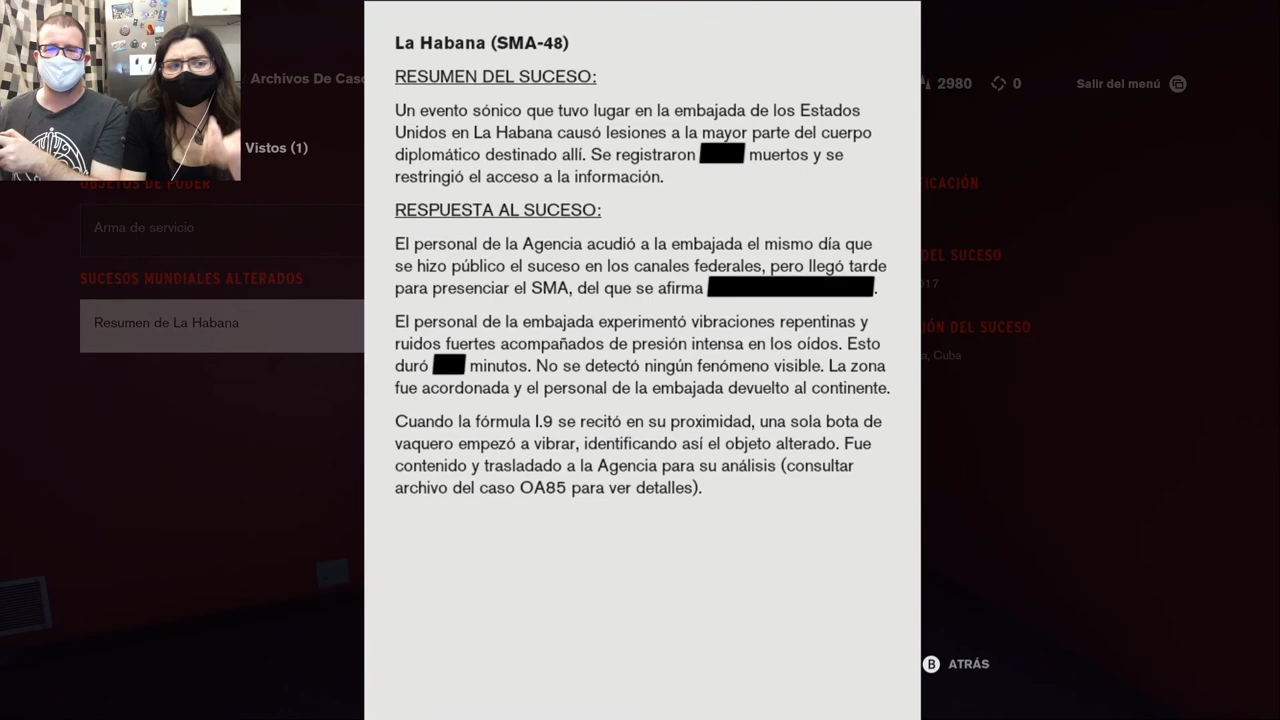 La Habana (SMA-48)
RESUMEN DEL SUCESO:
Un evento sónico que tuvo lugar en la embajada de los Estados
Unidos en La Habana causó lesiones a la mayor parte del cuerpo
diplomático destinado allí. Se registraron muertos y se
restringió el acceso a la información.
RESPUESTA AL SUCESO:
El personal de la Agencia acudió a la embajada el mismo día que
se hizo público el suceso en los canales federales, pero llegó tarde
para presenciar el SMA, del que se afirma .
El personal de la embajada experimentó vibraciones repentinas y
ruidos fuertes acompañados de presión intensa en los oídos. Esto
duró minutos. No se detectó ningún fenómeno visible. La zona
fue acordonada y el personal de la embajada devuelto al continente.
Cuando la fórmula I.9 se recitó en su proximidad, una sola bota de
vaquero empezó a vibrar, identificando así el objeto alterado. Fue
contenido y trasladado a la Agencia para su análisis (consultar
archivo del caso OA85 para ver detalles).
Archivos De Caso
Vistos (1)
OBJETOS DE PODER
Arma de servicio
SUCESOS MUNDIALES ALTERADOS
Resumen de La Habana
2980 0 Salir del menú
DEL SUCESO
DEL SUCESO
, Cuba
B ATRÁS